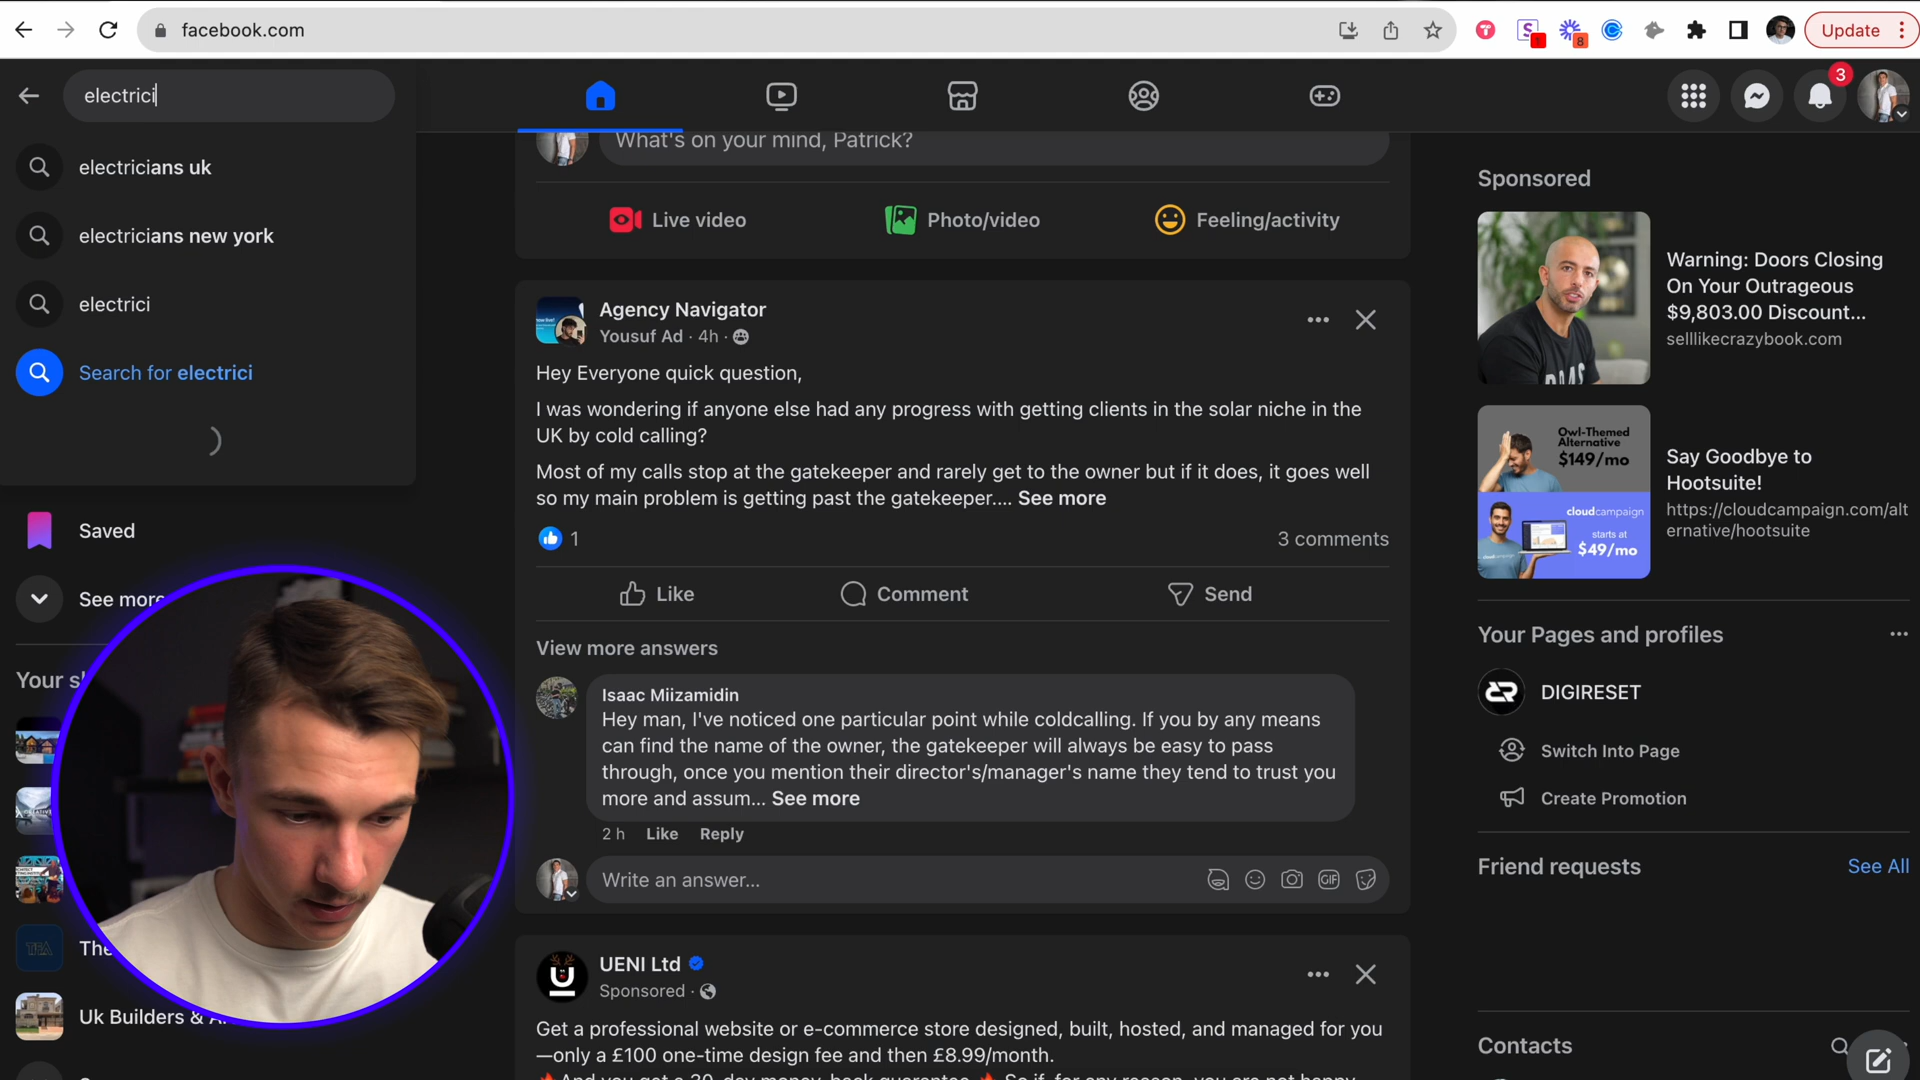 facebook.com
Update
8
electrici
3
electricians uk
electricians new york
electrici
Search for electrici
Saved
See more
Your s
The
Uk Builders & A
What's on your mind, Patrick?
Live video
Photo/video
Feeling/activity
Agency Navigator
Yousuf Ad · 4h ·
Hey Everyone quick question,
I was wondering if anyone else had any progress with getting clients in the solar niche in the
UK by cold calling?
Most of my calls stop at the gatekeeper and rarely get to the owner but if it does, it goes well
so my main problem is getting past the gatekeeper.... See more
1
3 comments
Like
Comment
Send
View more answers
Isaac Miizamidin
Hey man, I've noticed one particular point while coldcalling. If you by any means
can find the name of the owner, the gatekeeper will always be easy to pass
through, once you mention their director's/manager's name they tend to trust you
more and assum... See more
2 h Like Reply
Write an answer...
GIF
UENI Ltd
Sponsored ·
Get a professional website or e-commerce store designed, built, hosted, and managed for you
—only a £100 one-time design fee and then £8.99/month.
Sponsored
Warning: Doors Closing
On Your Outrageous
$9,803.00 Discount...
selllikecrazybook.com
Owl-Themed
Alternative
$149/mo
cloudcampaign
starts at
$49/mo
Say Goodbye to
Hootsuite!
https://cloudcampaign.com/alt
ernative/hootsuite
Your Pages and profiles
DIGIRESET
Switch Into Page
Create Promotion
Friend requests
See All
Contacts